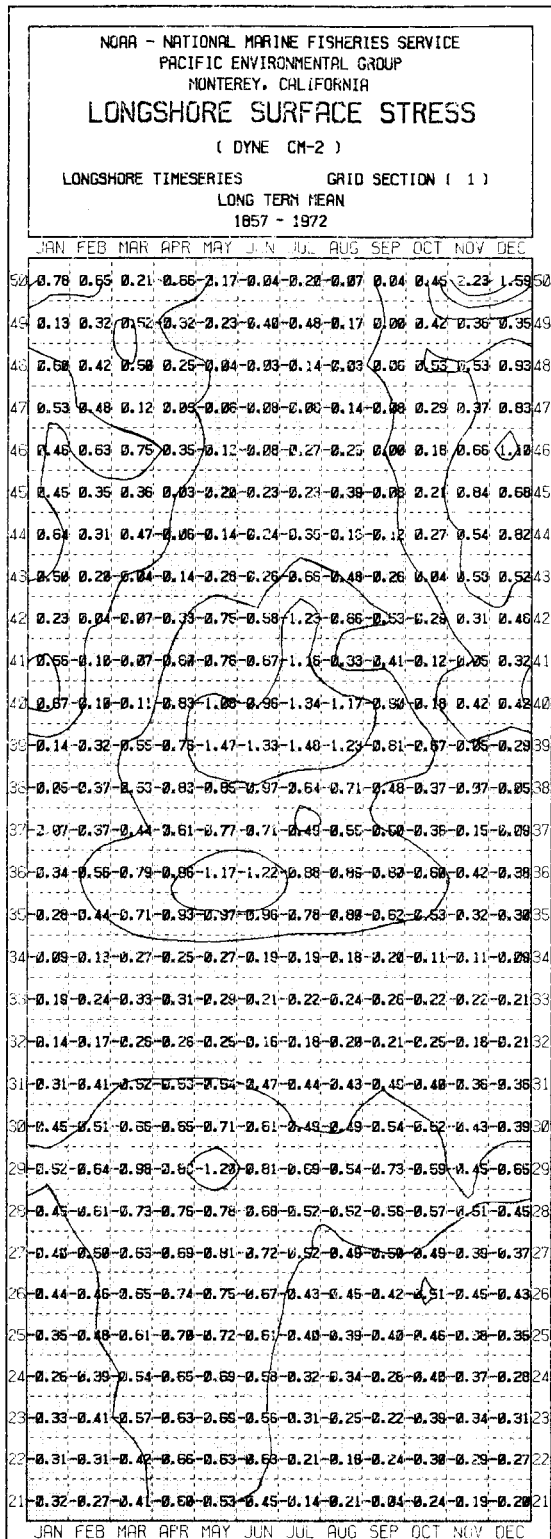 NOAA - NATIONAL MARINE FISHERIES SERVICE
PACIFIC ENVIRONMENTAL GROUP
MONTEREY, CALIFORNIA
LONGSHORE SURFACE STRESS
( DYNE CM-2 )
LONGSHORE TIMESERIES GRID SECTION ( 1 )
LONG TERM MEAN
1857 - 1972
JAN FEB MAR APR MAY JUN JUL AUG SEP OCT NOV DEC
50 0.78 0.65 0.21 0.66 -0.17 -0.04 -0.20 -0.07 0.04 0.45 2.23 1.59 50
49 0.13 0.32 0.52 0.32 -0.23 -0.40 -0.48 -0.17 0.00 0.42 0.36 0.35 49
48 0.60 0.42 0.50 0.25 -0.04 -0.03 -0.14 -0.03 0.06 0.53 0.53 0.93 48
47 0.53 0.48 0.12 0.09 -0.06 -0.08 -0.14 -0.08 0.29 0.37 0.83 47
46 0.46 0.63 0.75 0.35 -0.12 -0.08 -0.27 0.00 0.18 0.66 46
45 0.45 0.35 0.36 0.03 -0.20 -0.23 -0.23 -0.39 0.21 0.84 0.68 45
44 0.64 0.31 0.47 -0.06 -0.14 -0.24 -0.12 0.27 0.54 0.82 44
43 0.50 0.20 -0.04 -0.14 -0.28 -0.26 -0.66 -0.48 -0.26 0.04 0.53 0.52 43
42 0.23 0.04 -0.07 -0.33 -0.75 -0.58 -1.23 -0.66 -0.53 -0.29 0.31 0.46 42
41 0.56 -0.07 -0.76 -0.67 -1.16 -0.33 -0.41 -0.12 0.32 41
40 0.67 -0.11 -0.83 -0.96 -1.34 -1.17 -0.18 0.42 0.42 40
39 -0.14 -0.32 -0.55 -0.76 -1.47 -1.33 -1.40 -1.23 -0.81 -0.67 -0.05 -0.29 39
38 -0.05 -0.37 -0.53 -0.83 -0.85 -0.97 -0.64 -0.71 -0.48 -0.37 -0.05 38
37 -0.07 -0.37 -0.44 -0.61 -0.77 -0.71 -0.49 -0.55 -0.60 -0.36 -0.15 -0.09 37
36 -0.34 -0.56 -0.79 -0.96 -1.17 -1.22 -0.88 -0.86 -0.60 -0.42 -0.38 36
35 -0.28 -0.44 -0.71 -0.93 -0.97 -0.96 -0.78 -0.80 -0.62 -0.53 -0.32 -0.30 35
34 -0.09 -0.12 -0.27 -0.25 -0.27 -0.19 -0.19 -0.18 -0.20 -0.11 -0.11 -0.09 34
33 -0.19 -0.24 -0.33 -0.31 -0.29 -0.21 -0.22 -0.24 -0.26 -0.22 -0.22 -0.21 33
32 -0.14 -0.17 -0.26 -0.26 -0.25 -0.16 -0.18 -0.20 -0.21 -0.25 -0.18 -0.21 32
31 -0.31 -0.41 -0.52 -0.53 -0.54 -0.47 -0.44 -0.43 -0.45 -0.40 -0.36 -0.36 31
30 -0.45 -0.51 -0.66 -0.65 -0.71 -0.61 -0.49 -0.49 -0.54 -0.52 -0.43 -0.39 30
29 -0.52 -0.64 -0.98 -1.20 -0.81 -0.69 -0.54 -0.73 -0.59 -0.45 -0.65 29
28 -0.45 -0.61 -0.73 -0.76 -0.78 -0.68 -0.52 -0.52 -0.56 -0.57 -0.51 -0.45 28
27 -0.40 -0.50 -0.63 -0.69 -0.81 -0.72 -0.52 -0.49 -0.50 -0.49 -0.39 -0.37 27
26 -0.44 -0.46 -0.65 -0.74 -0.75 -0.67 -0.43 -0.45 -0.42 -0.51 -0.45 -0.43 26
25 -0.35 -0.48 -0.61 -0.70 -0.72 -0.61 -0.40 -0.39 -0.40 -0.46 -0.38 -0.35 25
24 -0.26 -0.39 -0.54 -0.65 -0.69 -0.58 -0.32 -0.34 -0.26 -0.40 -0.37 -0.28 24
23 -0.33 -0.41 -0.57 -0.63 -0.56 -0.31 -0.25 -0.22 -0.39 -0.34 -0.31 23
22 -0.31 -0.31 -0.42 -0.66 -0.63 -0.63 -0.21 -0.18 -0.24 -0.30 -0.29 -0.27 22
21 -0.32 -0.27 -0.41 -0.60 -0.53 -0.45 -0.14 -0.21 -0.04 -0.24 -0.19 -0.20 21
JAN FEB MAR APR MAY JUN JUL AUG SEP OCT NOV DEC